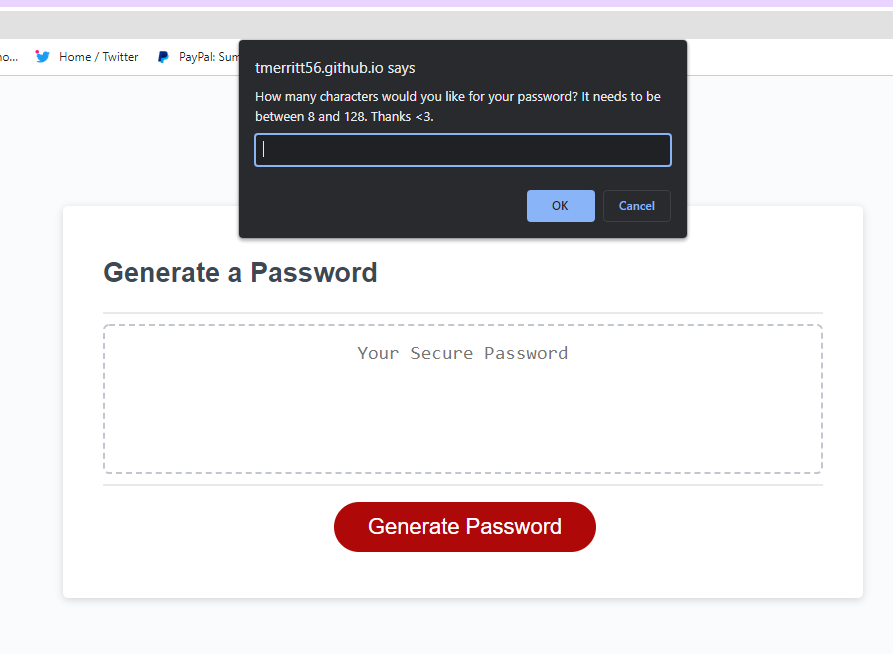 Home / Twitter
PayPal: Sum
tmerritt56.github.io says
How many characters would you like for your password? It needs to be
between 8 and 128. Thanks <3.
OK
Cancel
Generate a Password
Your Secure Password
Generate Password